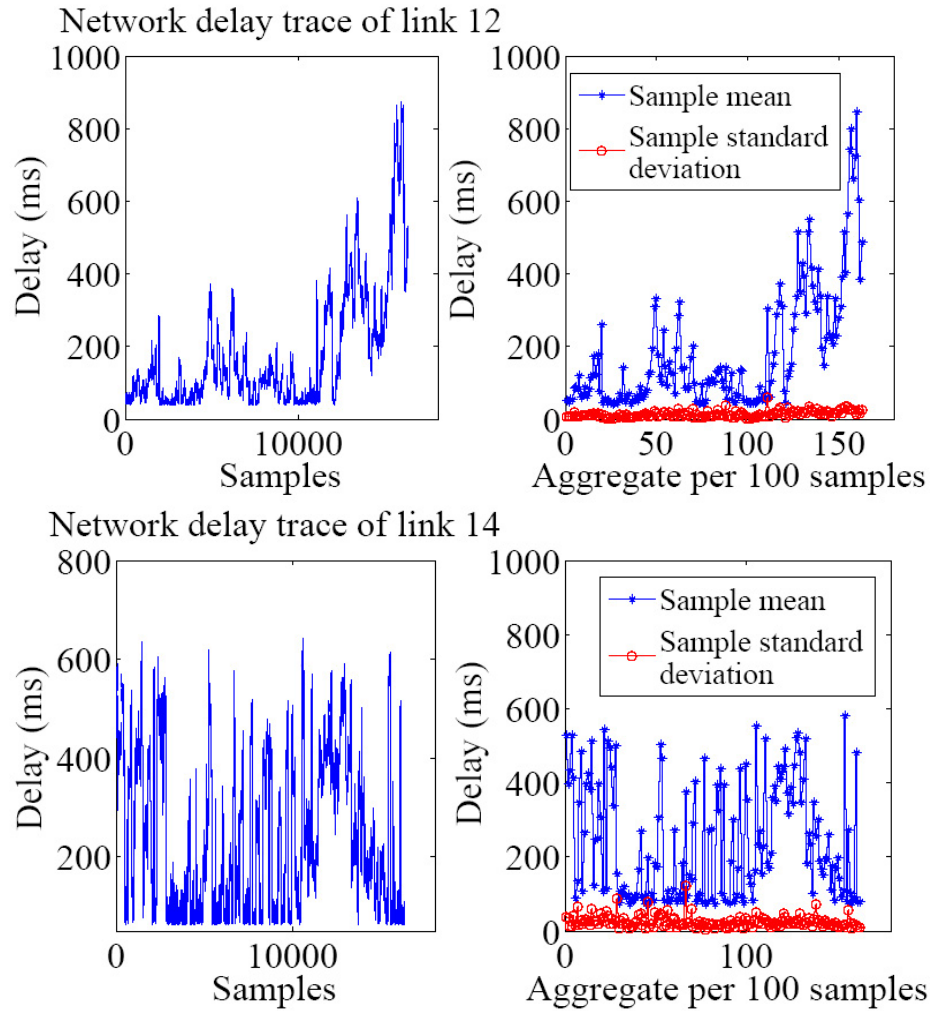 Network delay trace of link 12
1000
800
600
400
200
0
Delay (ms)
0
10000
Samples
1000
800
600
400
200
0
Delay (ms)
Sample mean
Sample standard
deviation
0
50
100
150
Aggregate per 100 samples
Network delay trace of link 14
800
600
400
200
Delay (ms)
0
10000
Samples
1000
800
600
400
200
0
Delay (ms)
Sample mean
Sample standard
deviation
0
100
Aggregate per 100 samples